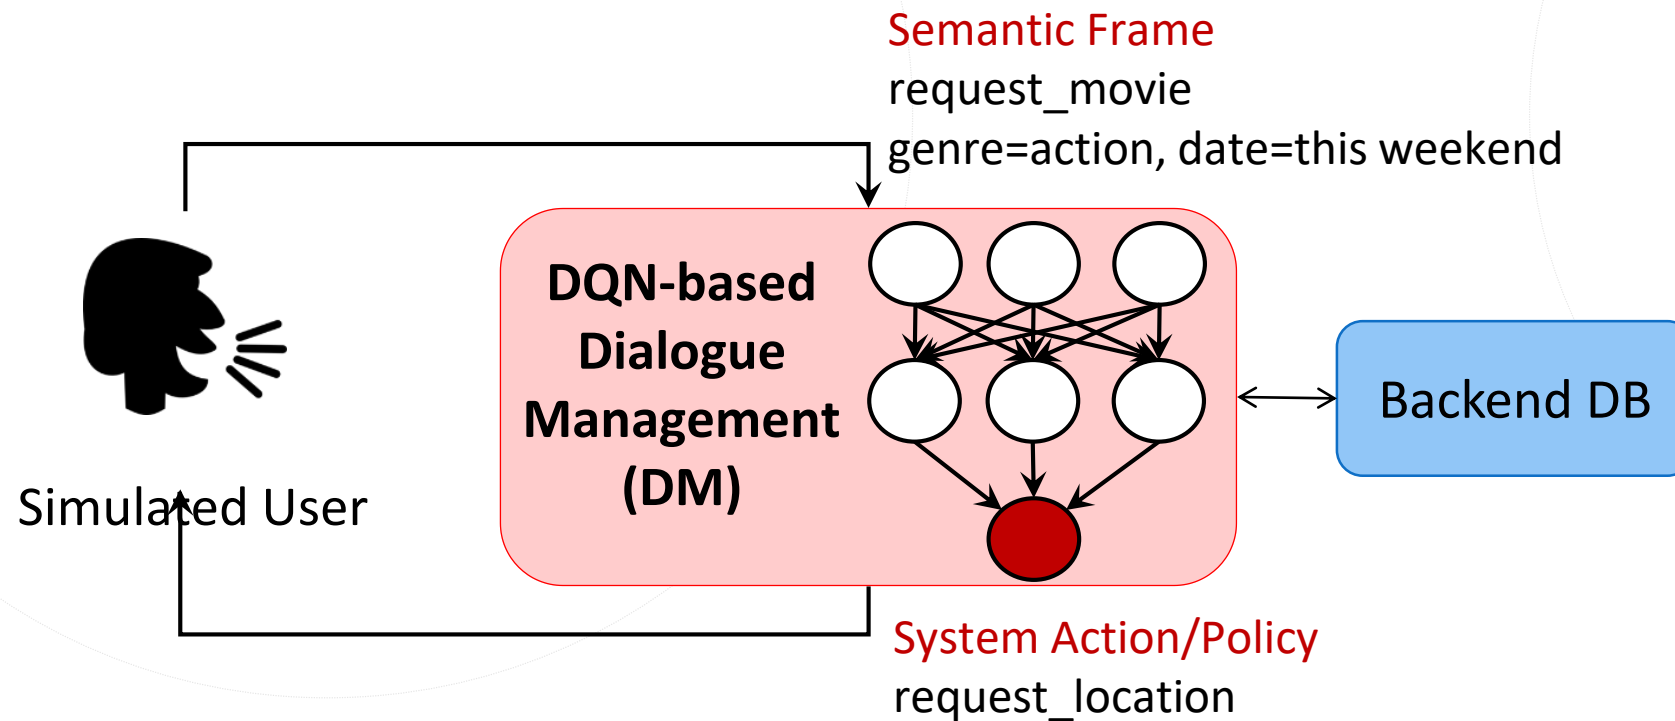 Semantic Frame
request_movie
genre=action, date=this weekend
DQN-based
Dialogue
Management
(DM)
Backend DB
Simulated User
System Action/Policy
request_location